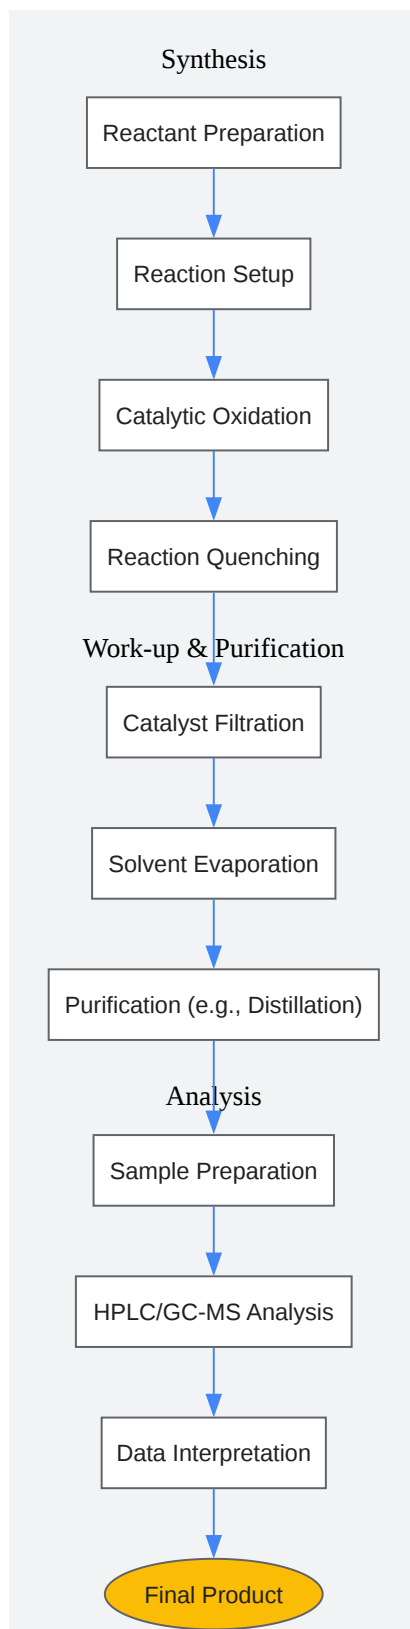 Synthesis
Reactant Preparation
Reaction Setup
Catalytic Oxidation
Reaction Quenching
Work-up & Purification
Catalyst Filtration
Solvent Evaporation
Purification (e.g., Distillation)
Analysis
Sample Preparation
HPLC/GC-MS Analysis
Data Interpretation
Final Product